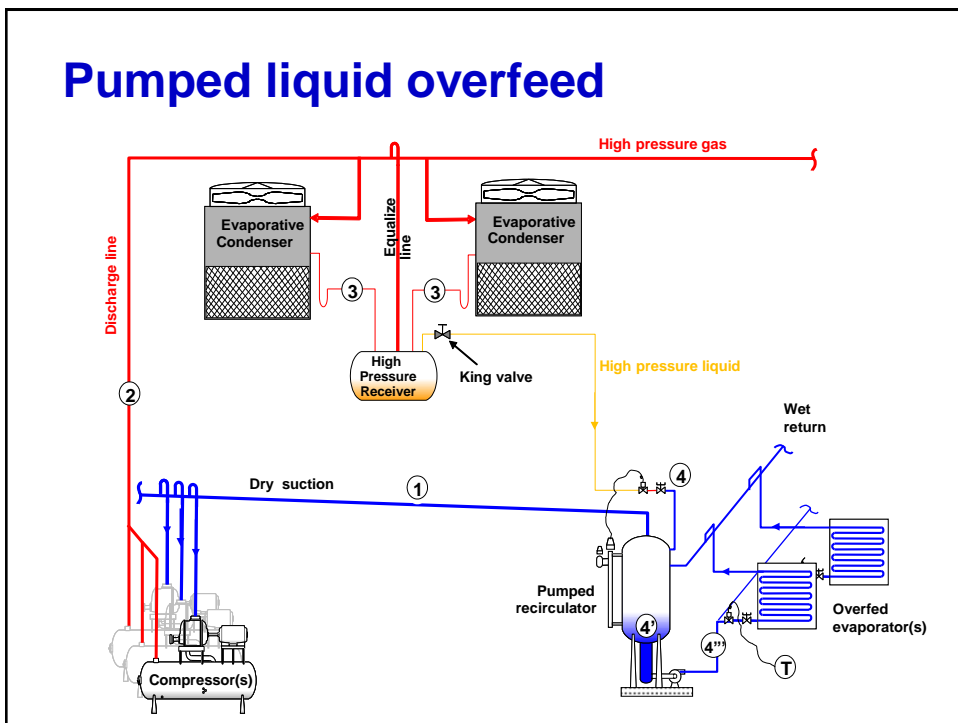 Pumped liquid overfeed
High pressure gas
Evaporative
Condenser
Equalize
line
Evaporative
Condenser
Discharge line
3
3
High
Pressure
Receiver
King valve
High pressure liquid
2
Wet
return
Dry suction
1
4
Pumped
recirculator
4'
4'''
T
Overfed
evaporator(s)
Compressor(s)